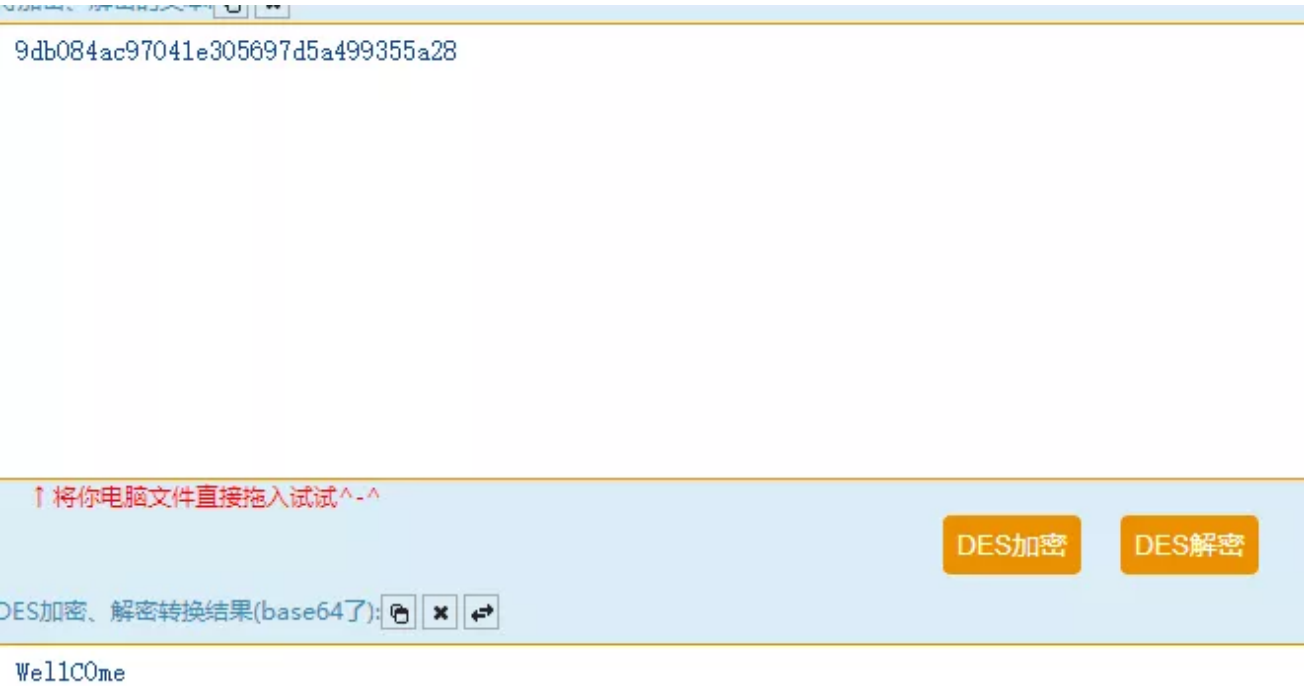 9db084ac97041e305697d5a499355a28
↑将你电脑文件直接拖入试试^-^
DES加密 DES解密
DES加密、解密转换结果(base64了):
WellCOme